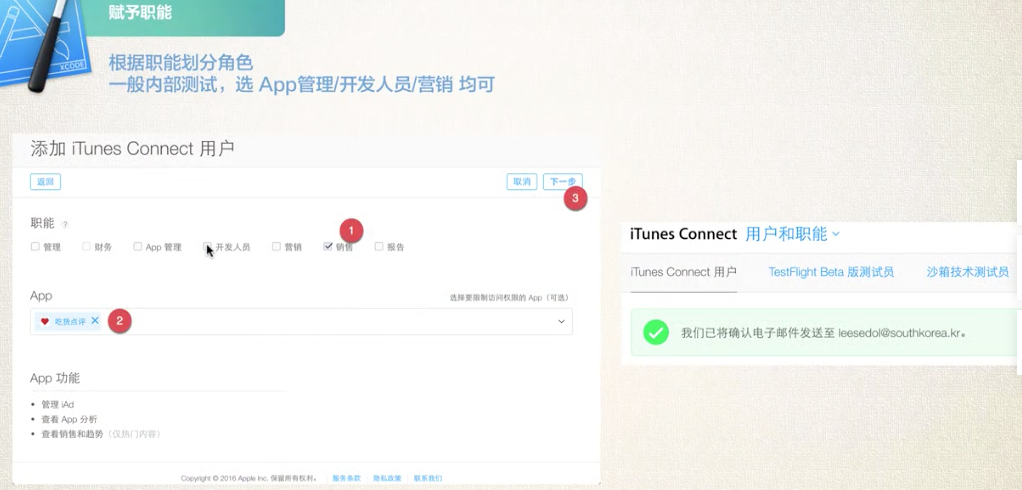 赋予职能
XCODE
根据职能划分角色
一般内部测试，选 App管理/开发人员/营销 均可
添加 iTunes Connect 用户
返回
取消 下一步
3
职能 ?
1
管理 财务 App 管理 开发人员 营销 销售 报告
App
选择要限制访问权限的 App（可选）
吃货点评 ✕ 2
App 功能
• 管理 iAd
• 查看 App 分析
• 查看销售和趋势（仅热门内容）
Copyright © 2016 Apple Inc. 保留所有权利。 服务条款 隐私政策 联系我们
iTunes Connect 用户和职能
iTunes Connect 用户 TestFlight Beta 版测试员 沙箱技术测试员
我们已将确认电子邮件发送至 leesedol@southkorea.kr。